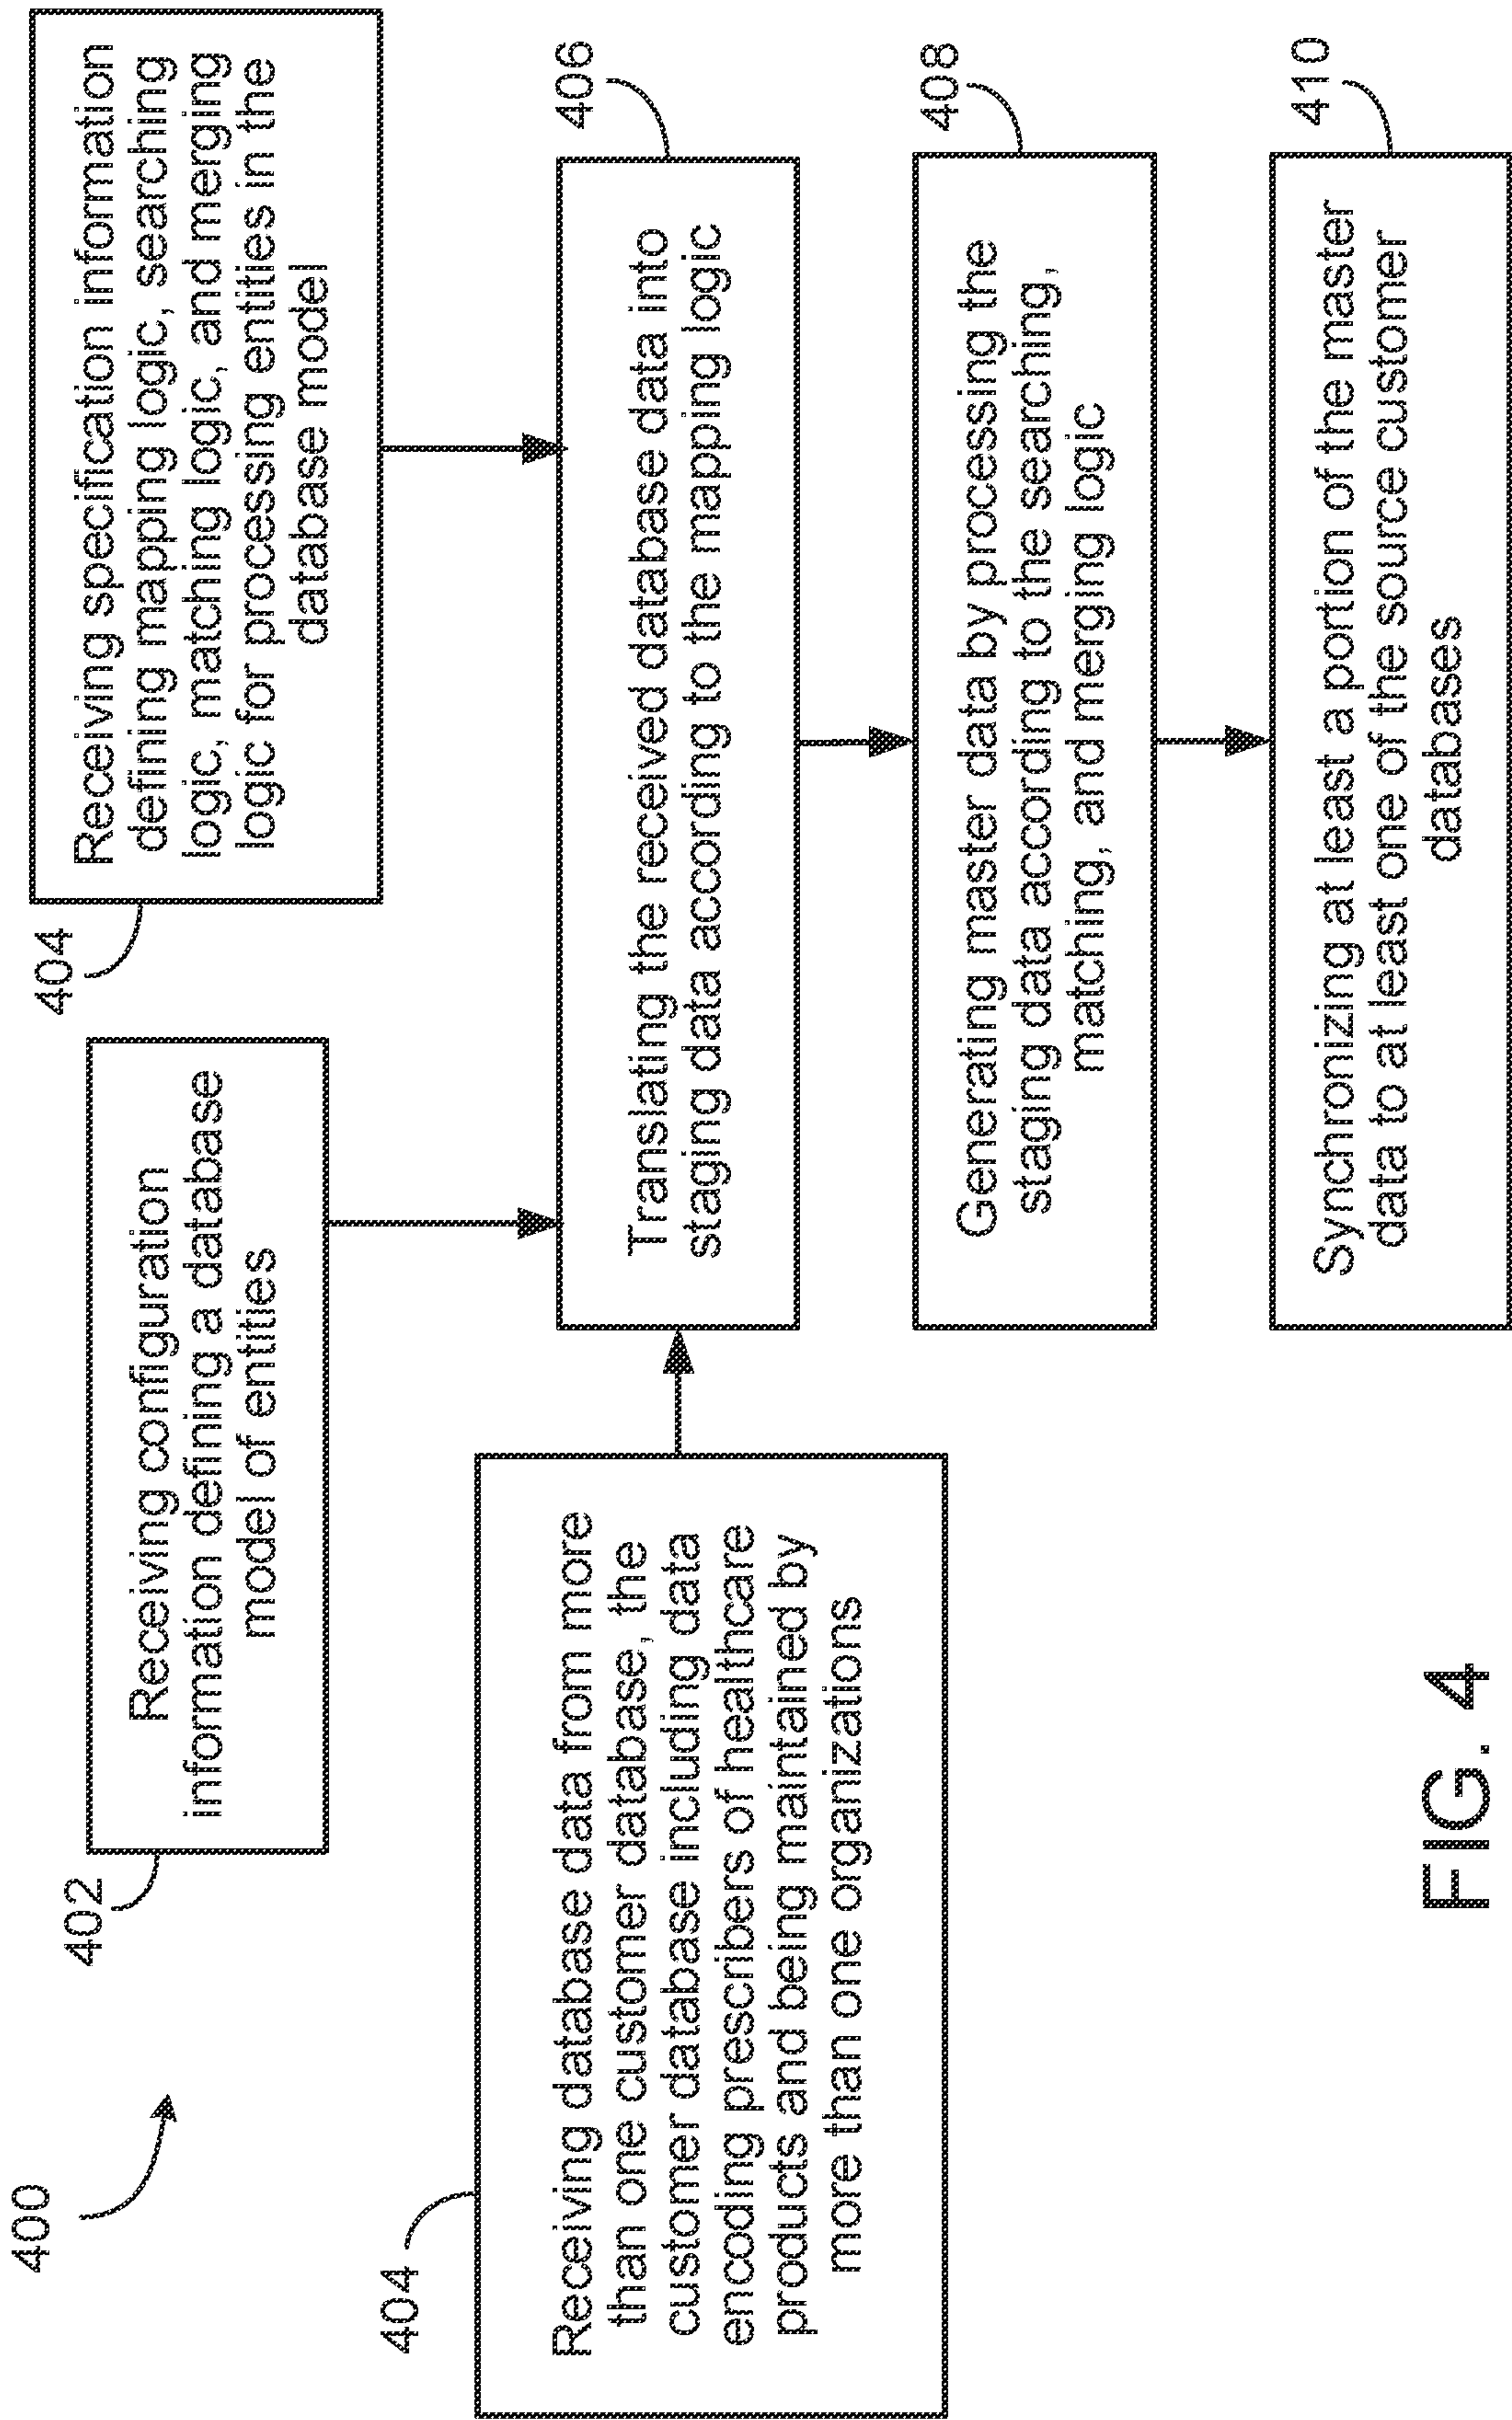 400
402
Receiving configuration
information defining a database
model of entities
404
Receiving specification information
defining mapping logic, searching
logic, matching logic, and merging
logic for processing entities in the
database model
404
Receiving database data from more
than one customer database, the
customer database including data
encoding prescribers of healthcare
products and being maintained by
more than one organizations
406
Translating the received database data into
staging data according to the mapping logic
408
Generating master data by processing the
staging data according to the searching,
matching, and merging logic
410
Synchronizing at least a portion of the master
data to at least one of the source customer
databases
FIG. 4